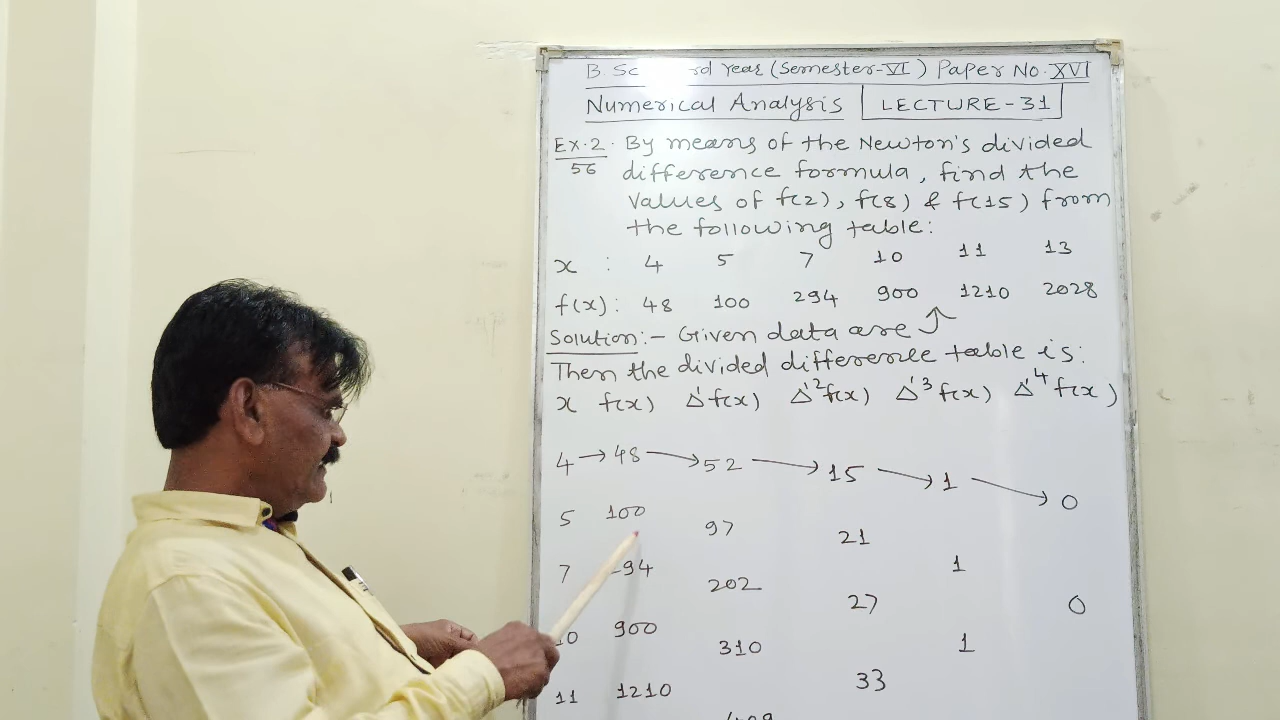 B. Sc rd Year (Semester-VI) Paper No. XVI
Numerical Analysis LECTURE-31
Ex.2. By means of the Newton's divided
56 difference formula, find the
values of f(2), f(8) & f(15) from
the following table:
x : 4 5 7 10 11 13
f(x): 48 100 294 900 1210 2028
Solution:- Given data are ↑
Then the divided difference table is:
x f(x) Δ'f(x) Δ'²f(x) Δ'³f(x) Δ'⁴f(x)
4 → 48 → 52 → 15 → 1 → 0
5 100
97 21
7 94
1
202 27 0
10 900
310 1
11 1210 33